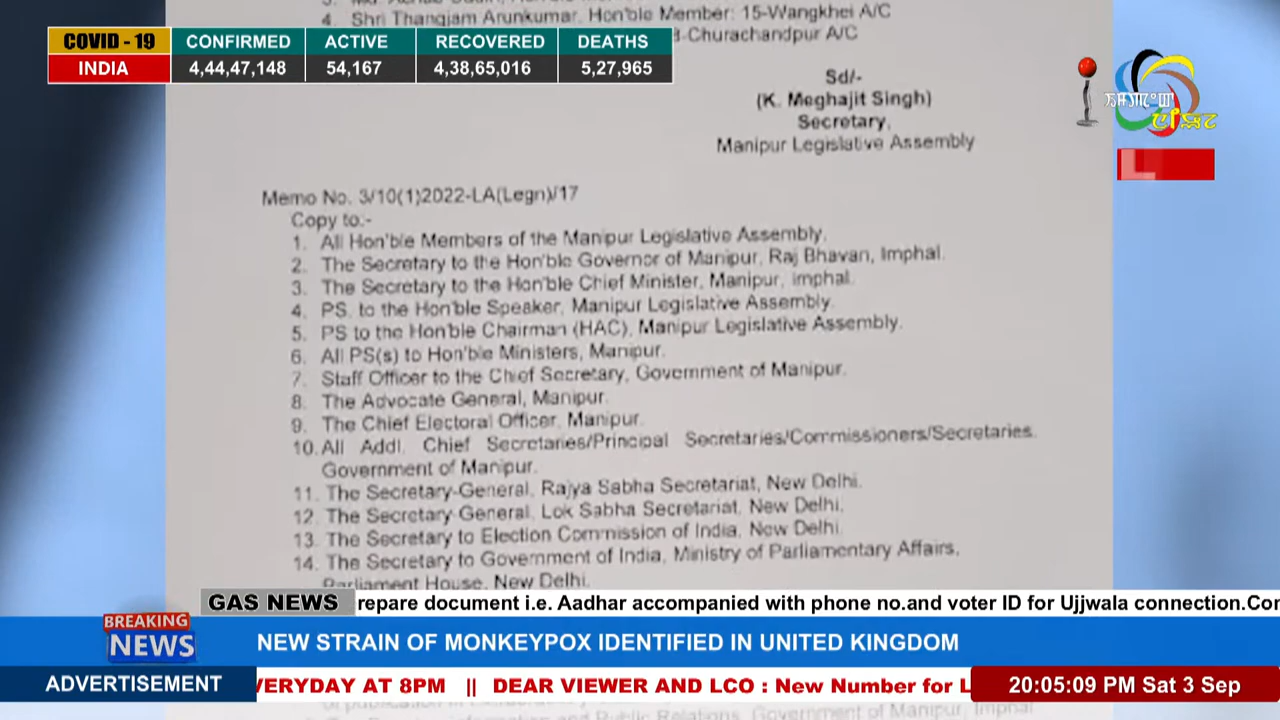 4. Shri Thangjam Arunkumar, Hon'ble Member: 15-Wangkhei A/C
-Churachandpur A/C
COVID - 19 CONFIRMED ACTIVE RECOVERED DEATHS
INDIA 4,44,47,148 54,167 4,38,65,016 5,27,965
Sd/-
(K. Meghajit Singh)
Secretary,
Manipur Legislative Assembly
L
Memo No. 3/10(1)2022-LA(Legn)/17
Copy to:-
1. All Hon'ble Members of the Manipur Legislative Assembly.
2. The Secretary to the Hon'ble Governor of Manipur, Raj Bhavan, Imphal.
3. The Secretary to the Hon'ble Chief Minister, Manipur, Imphal.
4. PS. to the Hon'ble Speaker, Manipur Legislative Assembly.
5. PS to the Hon'ble Chairman (HAC), Manipur Legislative Assembly.
6. All PS(s) to Hon'ble Ministers, Manipur.
7. Staff Officer to the Chief Secretary, Government of Manipur.
8. The Advocate General, Manipur.
9. The Chief Electoral Officer, Manipur.
10. All Addl. Chief Secretaries/Principal Secretaries/Commissioners/Secretaries.
Government of Manipur.
11. The Secretary-General, Rajya Sabha Secretariat, New Delhi.
12. The Secretary-General, Lok Sabha Secretariat, New Delhi.
13. The Secretary to Election Commission of India, New Delhi.
14. The Secretary to Government of India, Ministry of Parliamentary Affairs,
Parliament House, New Delhi.
GAS NEWS repare document i.e. Aadhar accompanied with phone no.and voter ID for Ujjwala connection.Con
BREAKING
NEWS NEW STRAIN OF MONKEYPOX IDENTIFIED IN UNITED KINGDOM
ADVERTISEMENT VERYDAY AT 8PM || DEAR VIEWER AND LCO : New Number for L 20:05:09 PM Sat 3 Sep
Public Relations, Government of Manipur, Imphal